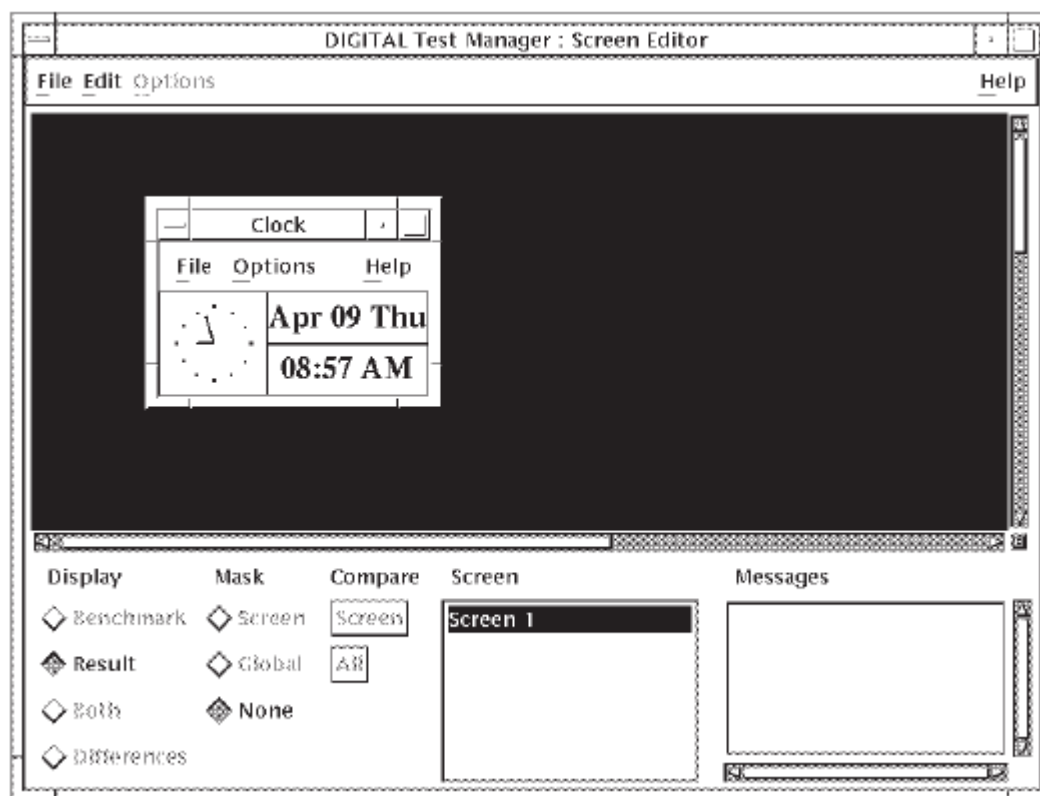 DIGITAL Test Manager : Screen Editor
File Edit Options Help
Clock
File Options Help
Apr 09 Thu
08:57 AM
Display Mask Compare Screen Messages
Benchmark Screen Screen Screen 1
Result Global All
Both None
Differences